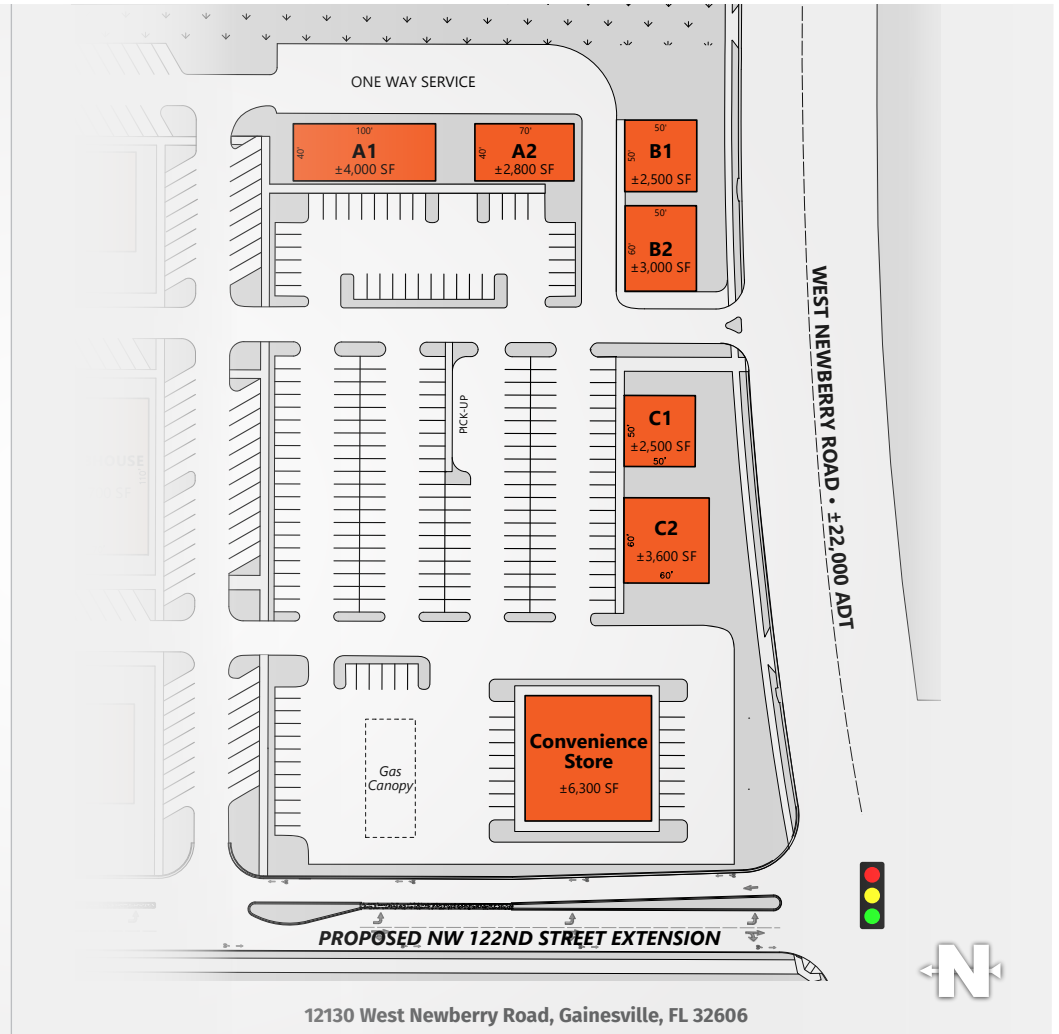 ONE WAY SERVICE
100'
40'
A1
±4,000 SF
70'
40'
A2
±2,800 SF
50'
50'
B1
±2,500 SF
50'
60'
B2
±3,000 SF
WEST NEWBERRY ROAD • ±22,000 ADT
PICK-UP
50'
C1
±2,500 SF
50'
60'
C2
±3,600 SF
60'
Convenience
Store
±6,300 SF
Gas
Canopy
PROPOSED NW 122ND STREET EXTENSION
N
12130 West Newberry Road, Gainesville, FL 32606